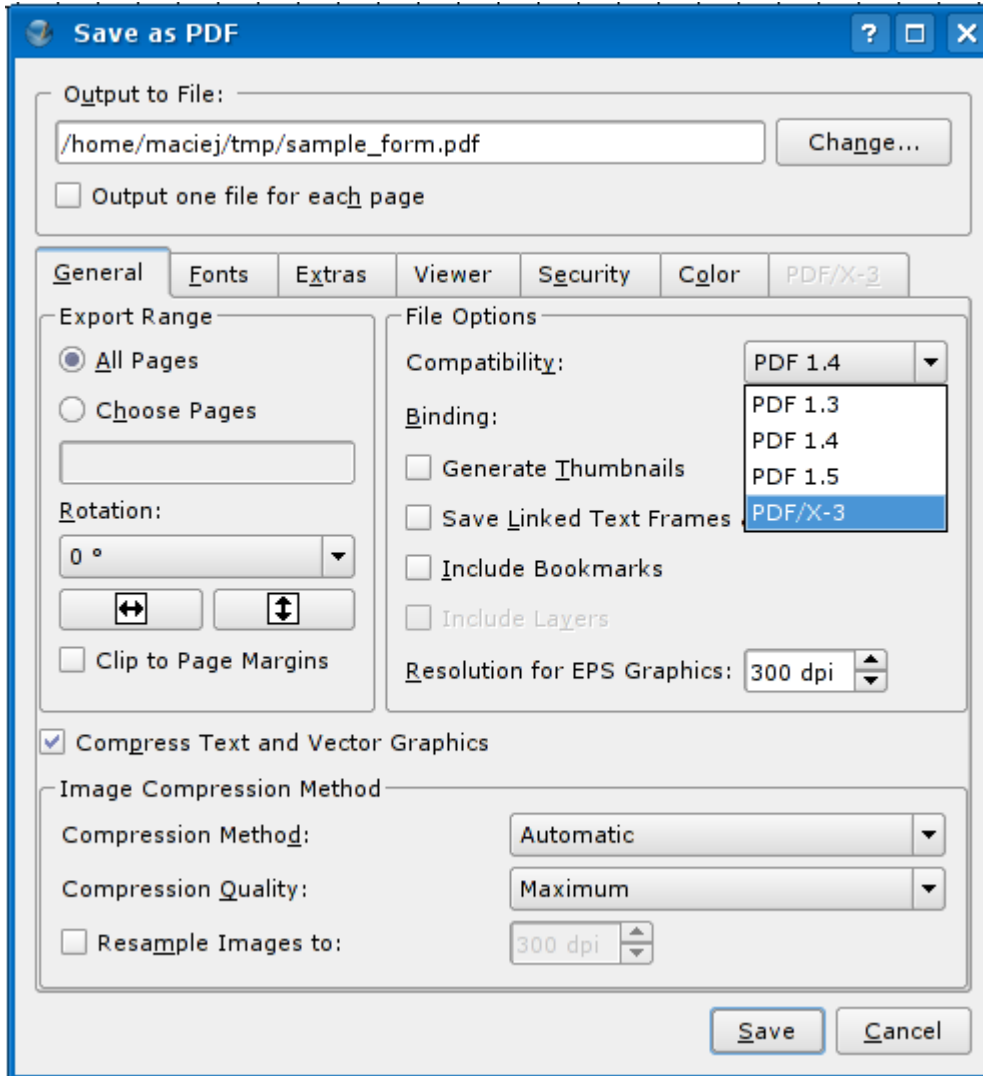 Save as PDF
Output to File:
/home/maciej/tmp/sample_form.pdf
Change...
Output one file for each page
General Fonts Extras Viewer Security Color PDF/X-3
Export Range
All Pages
Choose Pages
Rotation:
0 °
Clip to Page Margins
File Options
Compatibility: PDF 1.4
PDF 1.3
PDF 1.4
PDF 1.5
PDF/X-3
Binding:
Generate Thumbnails
Save Linked Text Frames
Include Bookmarks
Include Layers
Resolution for EPS Graphics: 300 dpi
Compress Text and Vector Graphics
Image Compression Method
Compression Method: Automatic
Compression Quality: Maximum
Resample Images to: 300 dpi
Save Cancel